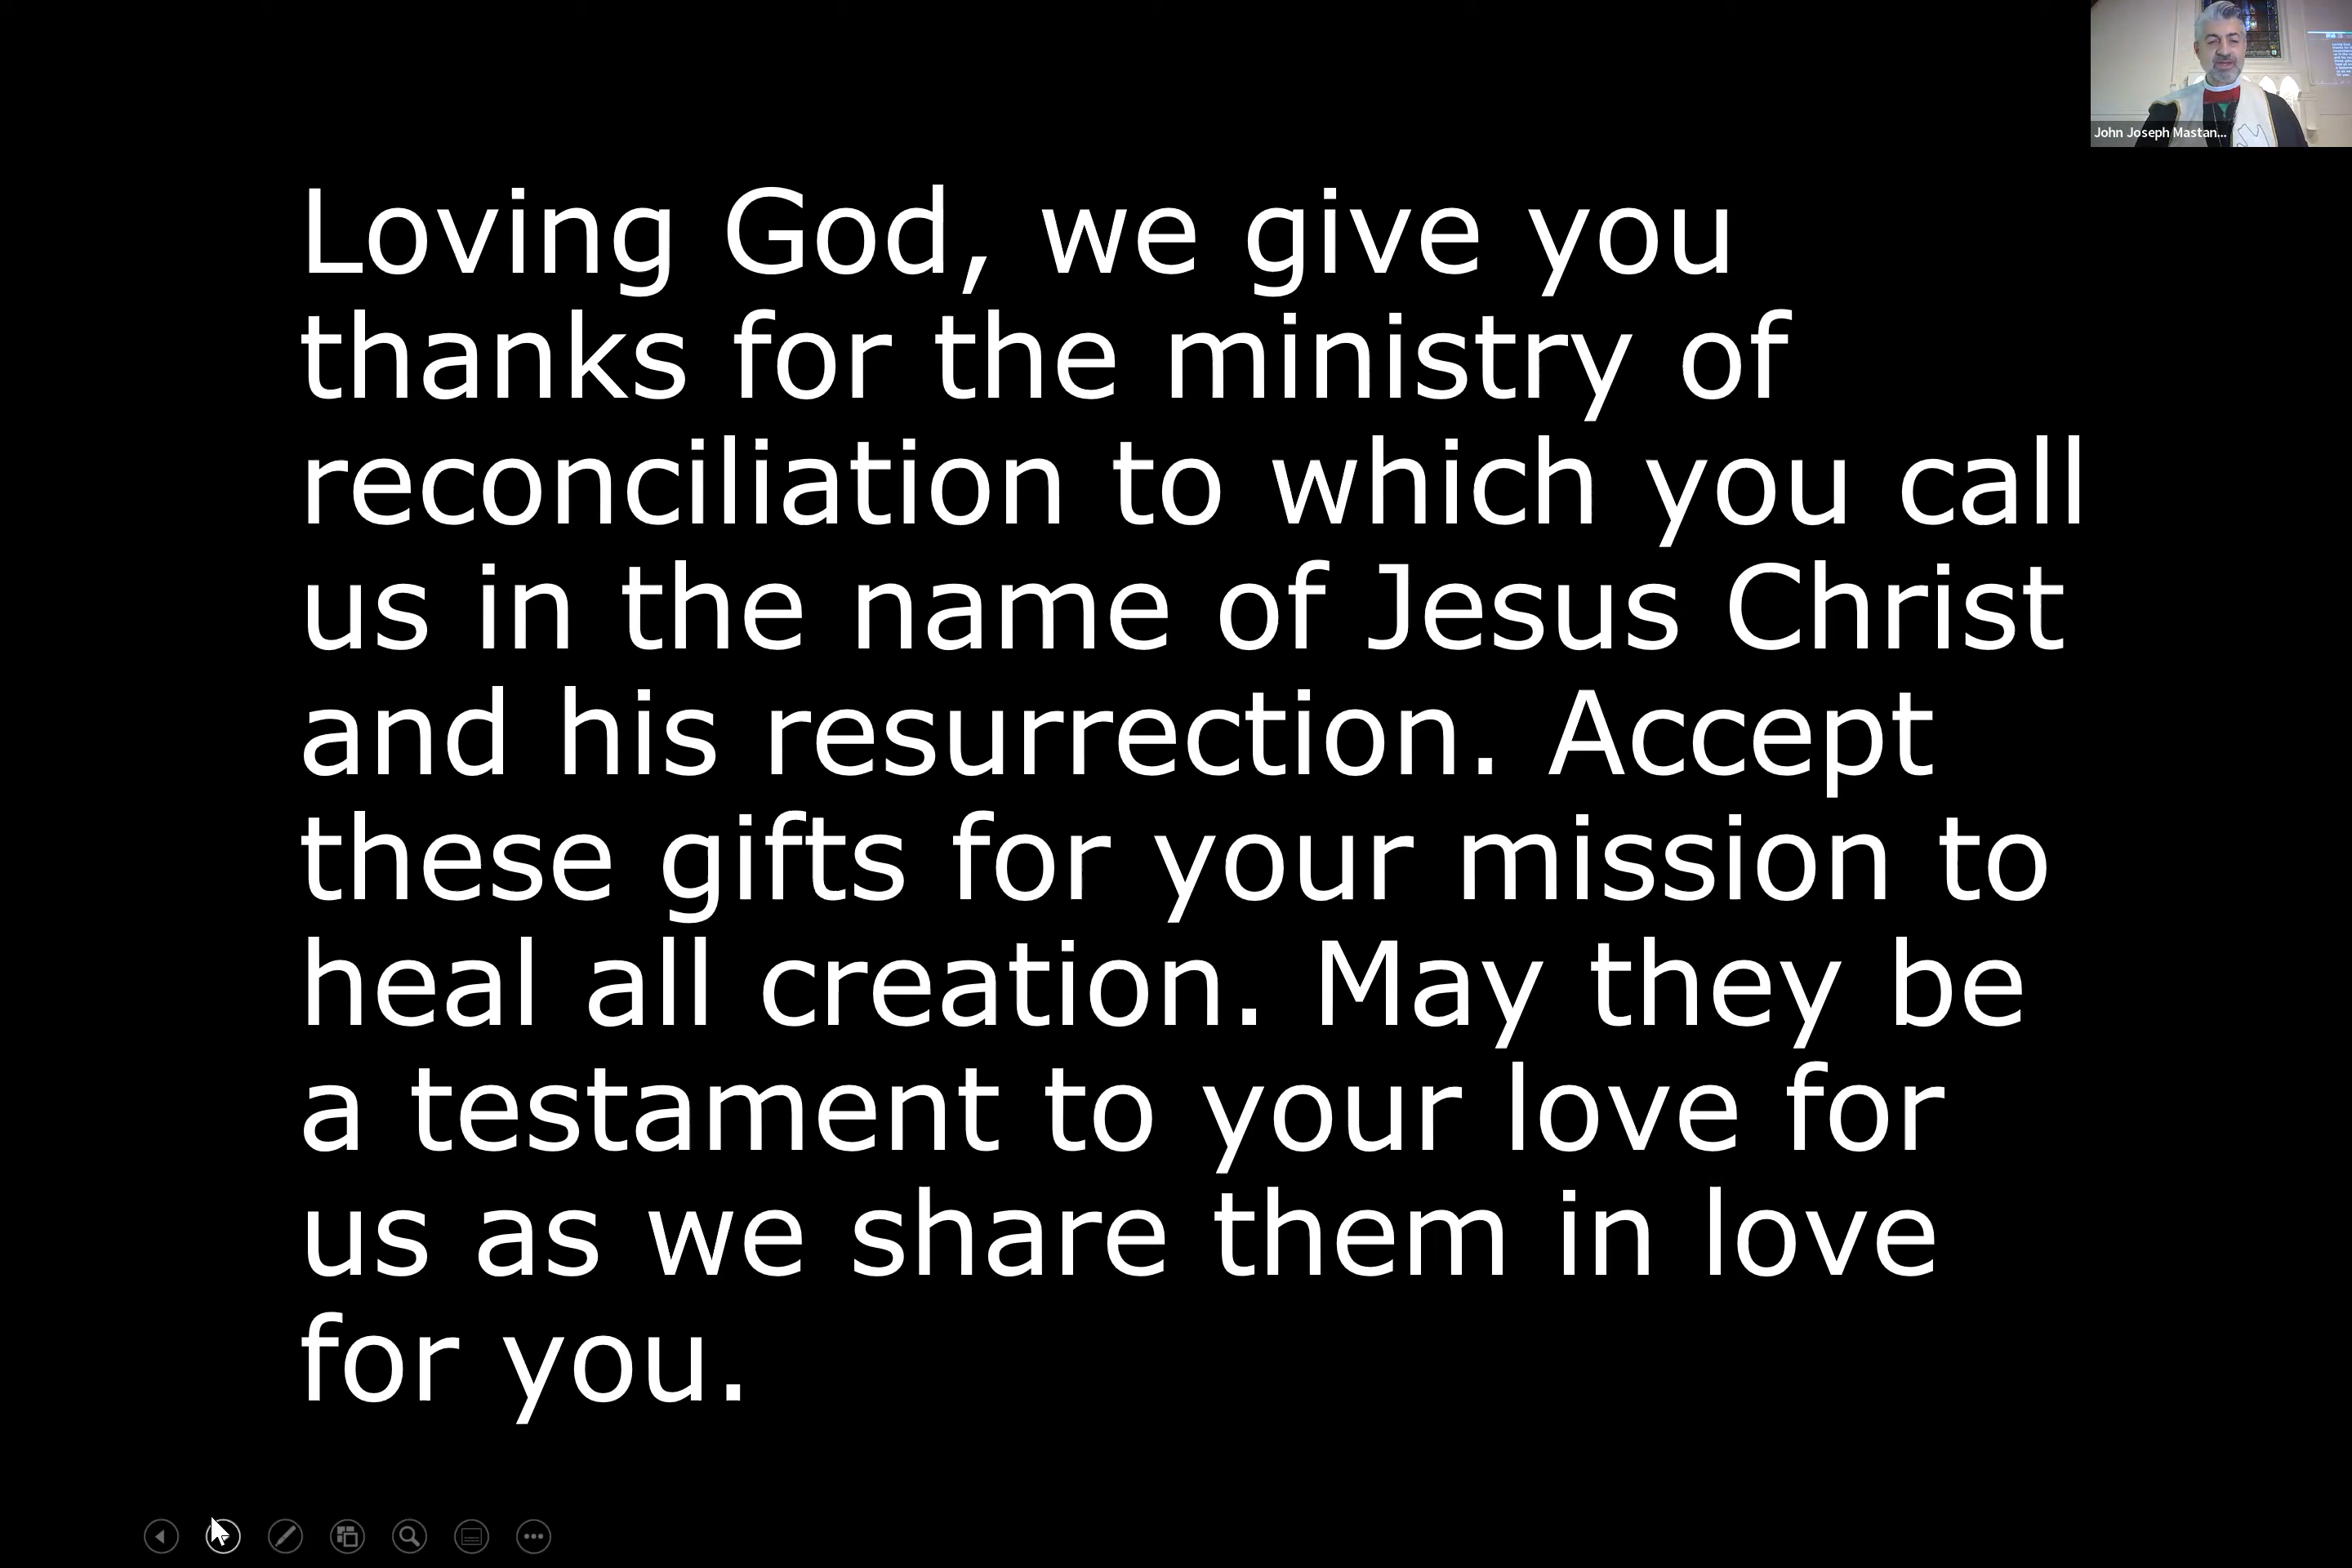 John Joseph Mastan...
Loving God, we give you
thanks for the ministry of
reconciliation to which you call
us in the name of Jesus Christ
and his resurrection. Accept
these gifts for your mission to
heal all creation. May they be
a testament to your love for
us as we share them in love
for you.